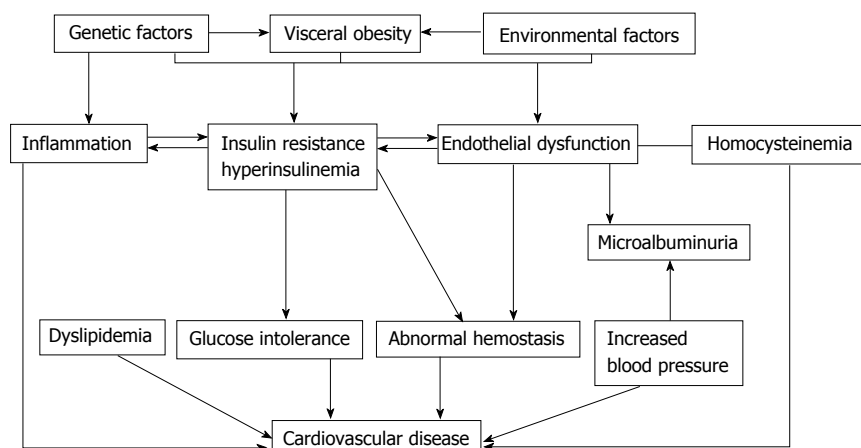 Genetic factors
Visceral obesity
Environmental factors
Inflammation
Insulin resistance
hyperinsulinemia
Endothelial dysfunction
Homocysteinemia
Microalbuminuria
Dyslipidemia
Glucose intolerance
Abnormal hemostasis
Increased
blood pressure
Cardiovascular disease